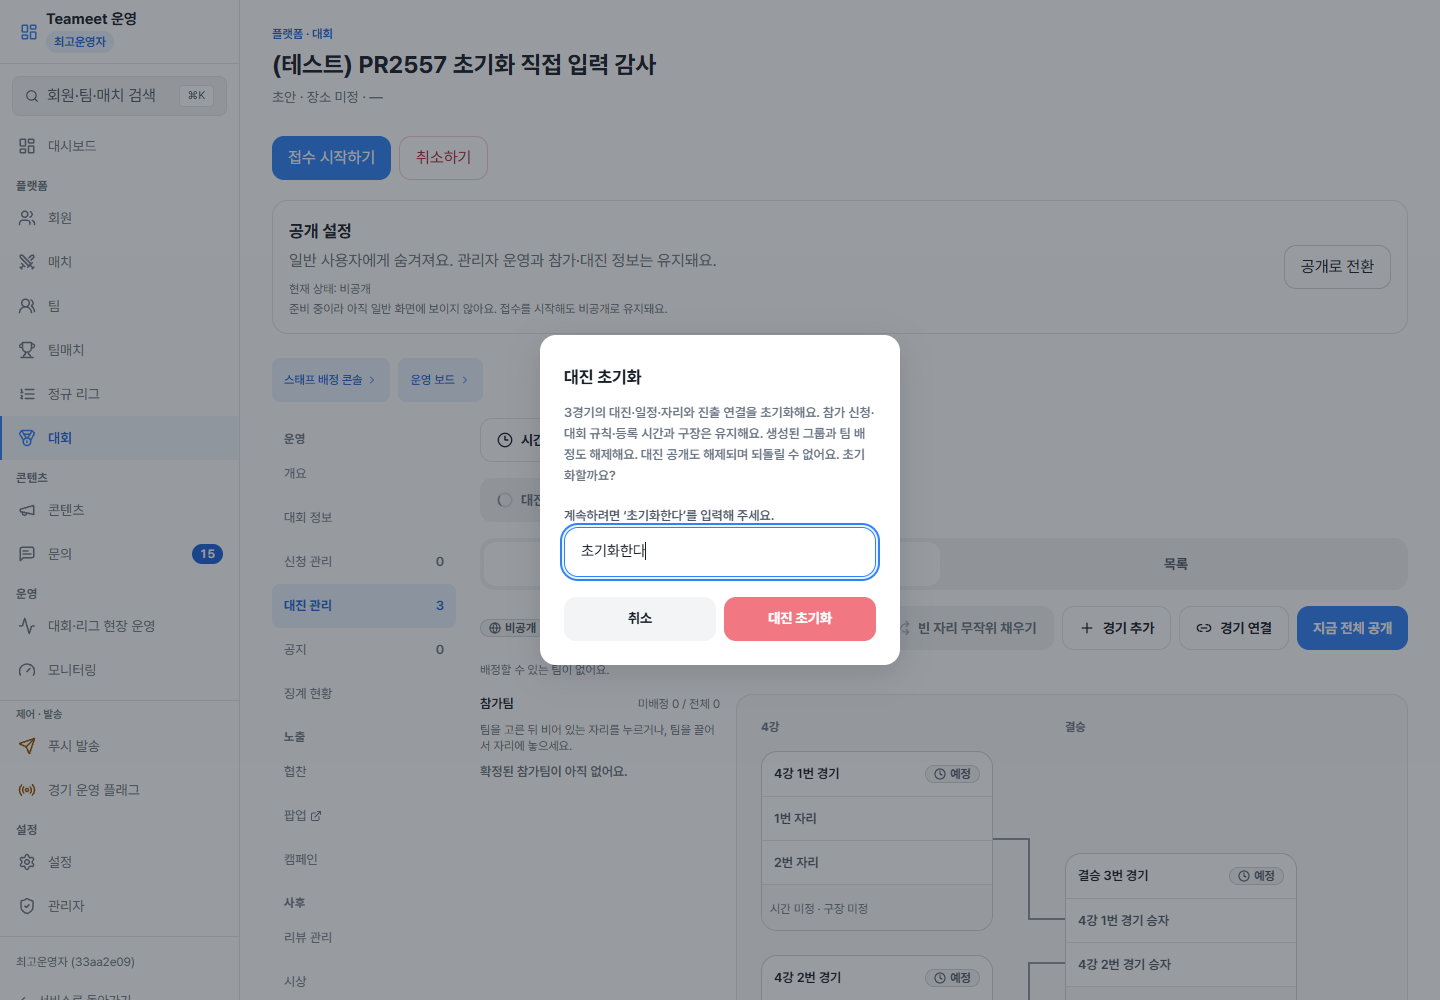 Teameet 운영
최고운영자
회원·팀·매치 검색
⌘K
대시보드
플랫폼
회원
매치
팀
팀매치
정규 리그
대회
콘텐츠
콘텐츠
문의
15
운영
대회·리그 현장 운영
모니터링
제어 · 발송
푸시 발송
경기 운영 플래그
설정
설정
관리자
최고운영자 (33aa2e09)
서비스로 돌아가기
플랫폼 · 대회
(테스트) PR2557 초기화 직접 입력 감사
초안 · 장소 미정 · —
접수 시작하기
취소하기
공개 설정
일반 사용자에게 숨겨져요. 관리자 운영과 참가·대진 정보는 유지돼요.
현재 상태: 비공개
준비 중이라 아직 일반 화면에 보이지 않아요. 접수를 시작해도 비공개로 유지돼요.
공개로 전환
스태프 배정 콘솔
운영 보드
운영
개요
대회 정보
신청 관리
0
대진 관리
3
공지
0
징계 현황
노출
협찬
팝업
캠페인
사후
리뷰 관리
시상
시간
대진
목록
비공개
빈 자리 무작위 채우기
경기 추가
경기 연결
지금 전체 공개
배정할 수 있는 팀이 없어요.
참가팀
미배정 0 / 전체 0
팀을 고른 뒤 비어 있는 자리를 누르거나, 팀을 끌어
서 자리에 놓으세요.
확정된 참가팀이 아직 없어요.
4강
결승
4강 1번 경기
예정
1번 자리
2번 자리
시간 미정 · 구장 미정
4강 2번 경기
예정
결승 3번 경기
예정
4강 1번 경기 승자
4강 2번 경기 승자
대진 초기화
3경기의 대진·일정·자리와 진출 연결을 초기화해요. 참가 신청·
대회 규칙·등록 시간과 구장은 유지해요. 생성된 그룹과 팀 배
정도 해제해요. 대진 공개도 해제되며 되돌릴 수 없어요. 초기
화할까요?
계속하려면 ‘초기화한다’를 입력해 주세요.
초기화한다
취소
대진 초기화